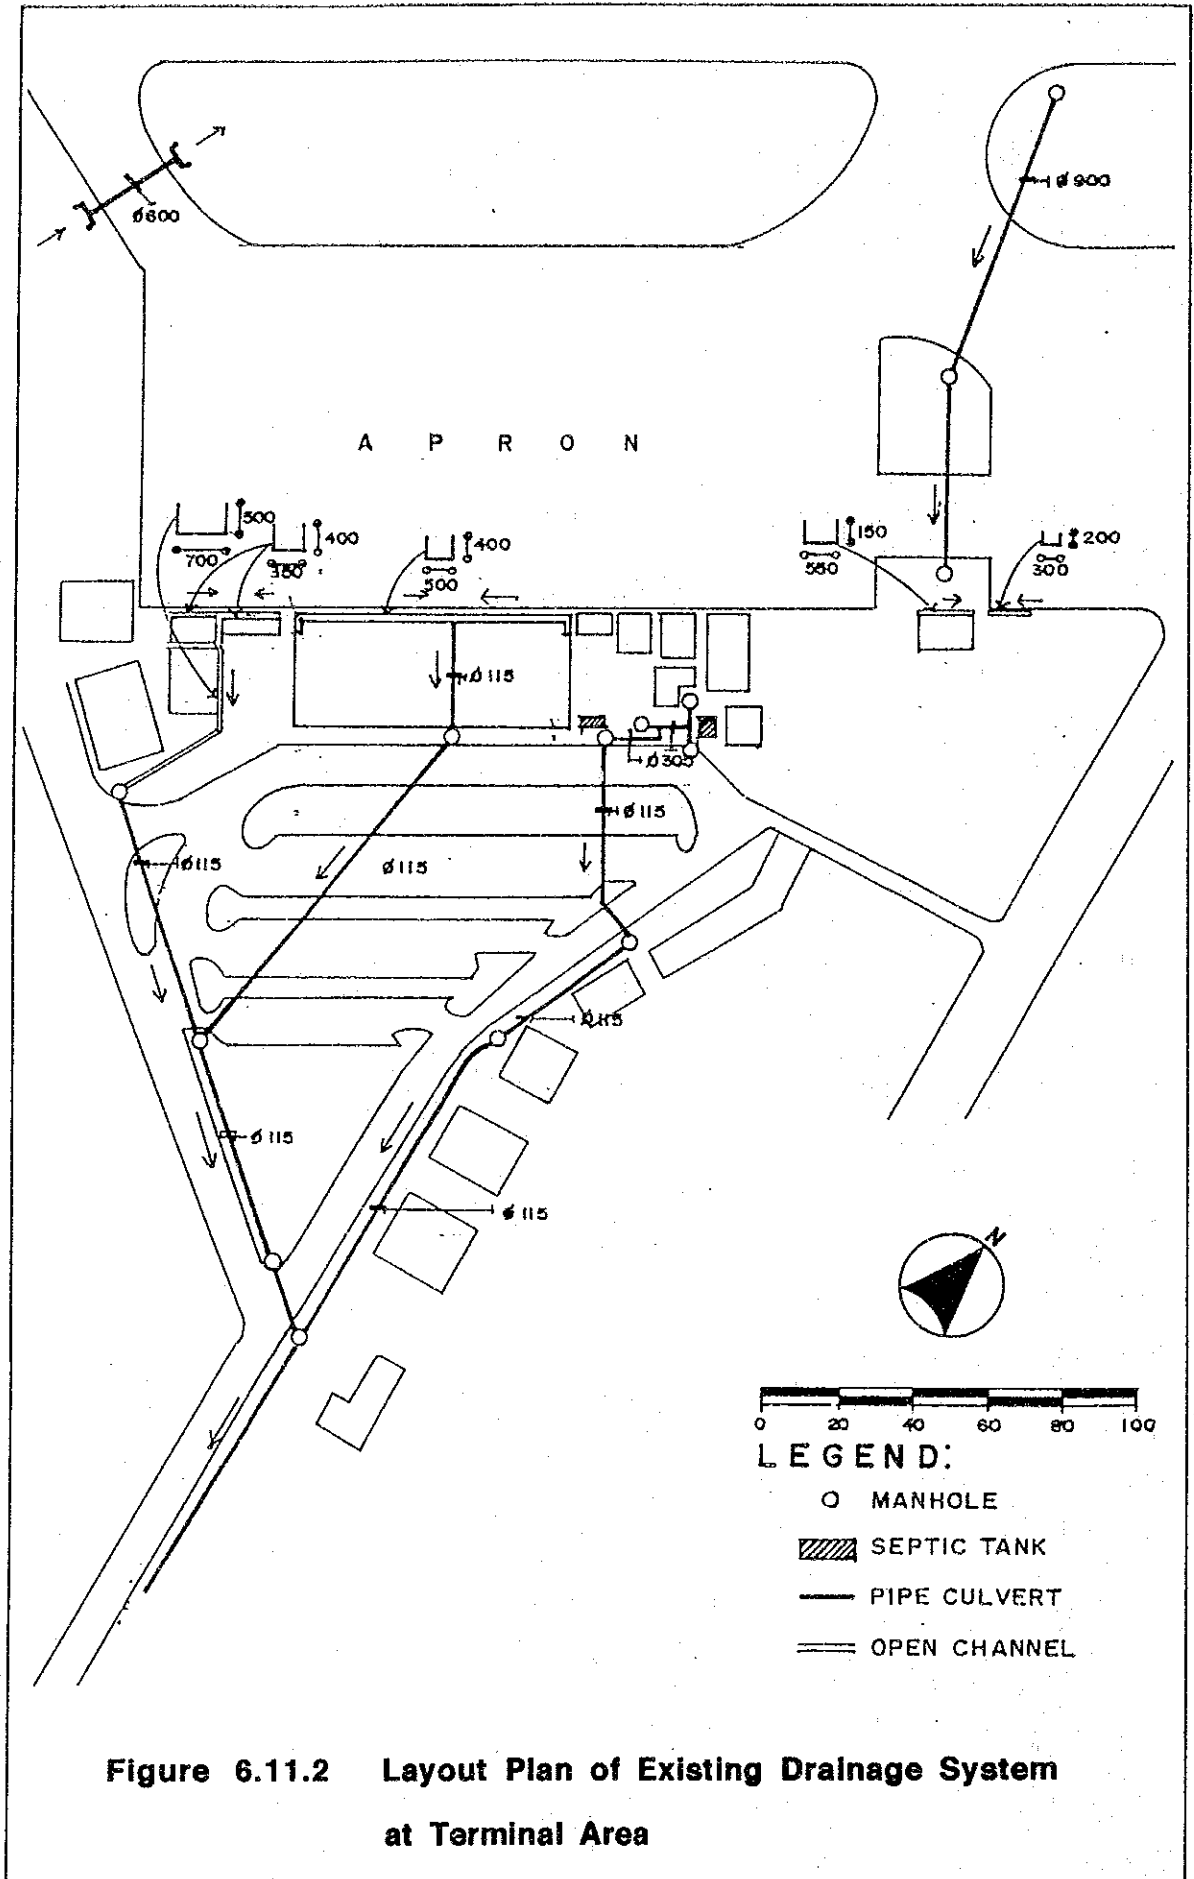 Ø600
Ø900
A P R O N
500
700
400
350
400
500
150
550
200
300
Ø115
Ø305
Ø115
Ø115
Ø115
Ø115
Ø115
Ø115
N
0 20 40 60 80 100
LEGEND:
MANHOLE
SEPTIC TANK
PIPE CULVERT
OPEN CHANNEL
Figure 6.11.2 Layout Plan of Existing Drainage System
at Terminal Area